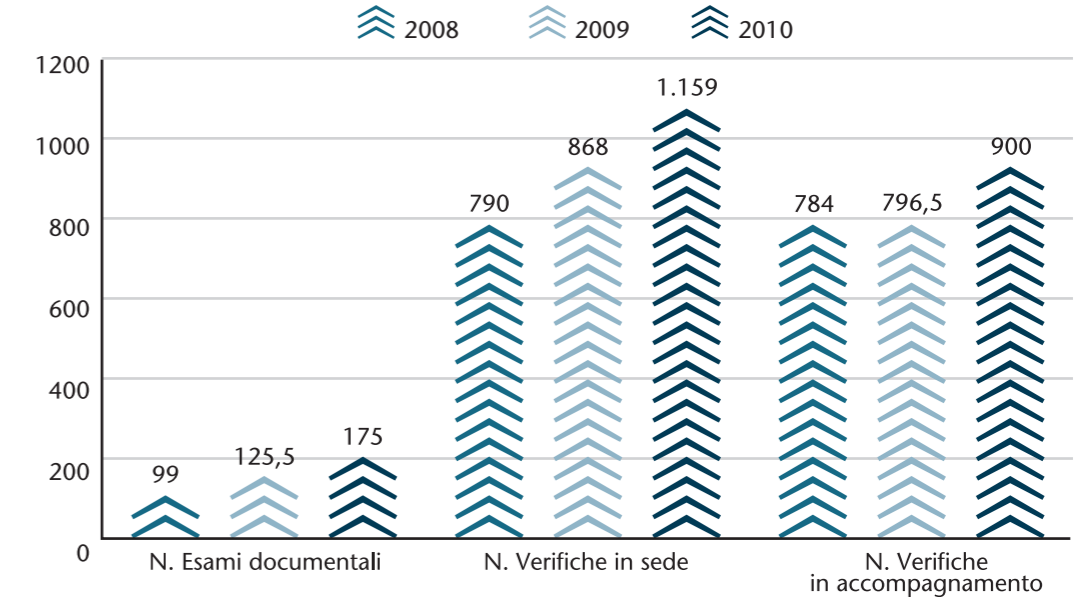 2008 2009 2010
1200
1000
800
600
400
200
0
99 125,5 175
790 868 1.159
784 796,5 900
N. Esami documentali
N. Verifiche in sede
N. Verifiche
in accompagnamento